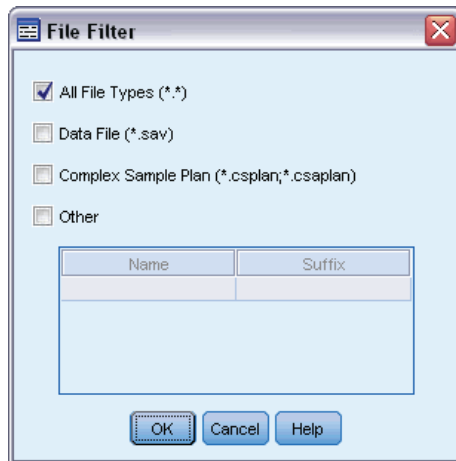 File Filter
All File Types (*.*)
Data File (*.sav)
Complex Sample Plan (*.csplan;*.csaplan)
Other
Name Suffix
OK Cancel Help